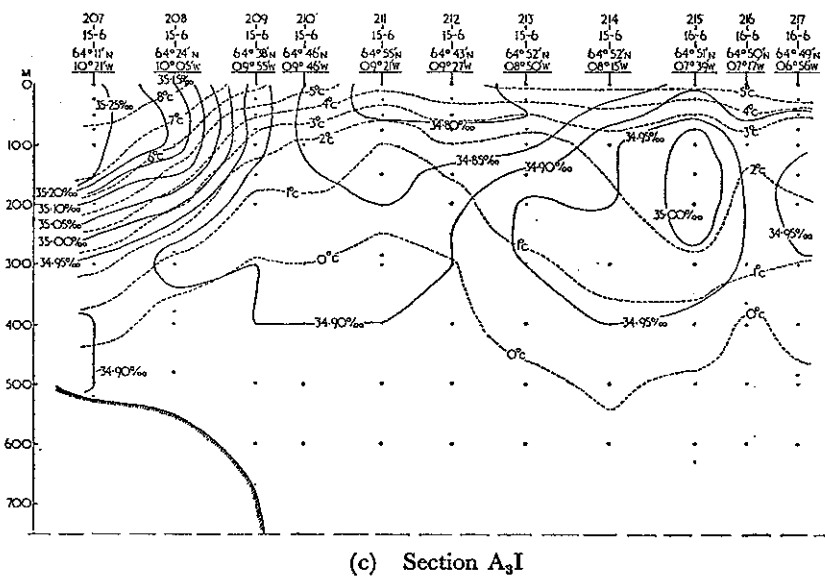 207 208 209 210 211 212 213 214 215 216 217
15-6 15-6 15-6 15-6 15-6 15-6 15-6 15-6 16-6 16-6 16-6
64°11'N 64°24'N 64°38'N 64°46'N 64°55'N 64°43'N 64°52'N 64°52'N 64°51'N 64°50'N 64°49'N
10°21'W 10°05'W 09°55'W 09°46'W 09°21'W 09°27'W 08°50'W 08°15'W 07°39'W 07°17'W 06°56'W
M
0
35·15‰
8°c 5°c 5°c
35·25‰ 4°c 4°c
7°c 3°c 34·80‰ 3°c
100
6°c 2°c 34·95‰
34·85‰ 34·90‰ 2°c
35·20‰ 1°c
200
35·10‰ 35·00‰
35·05‰ 34·95‰
35·00‰ 1°c
34·95‰ 0°c
300
1°c
400
34·90‰ 34·95‰ 0°c
34·90‰ 0°c
500
600
700
(c) Section A₃I